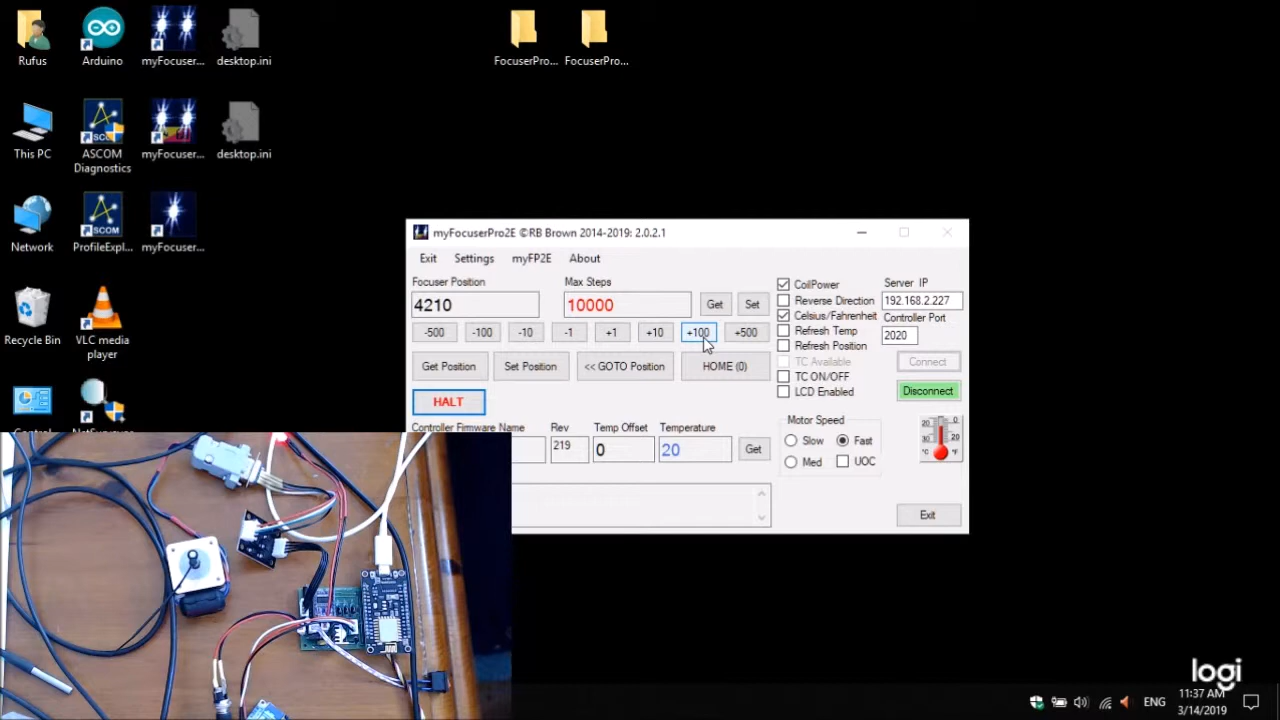 Rufus
Arduino
myFocuser...
desktop.ini
FocuserPro...
FocuserPro...
This PC
ASCOM Diagnostics
myFocuser...
desktop.ini
Network
ProfileExpl...
myFocuser...
Recycle Bin
VLC media player
myFocuserPro2E ©RB Brown 2014-2019: 2.0.2.1
Exit Settings myFP2E About
Focuser Position
Max Steps
4210
10000
Get
Set
-500
-100
-10
-1
+1
+10
+100
+500
Get Position
Set Position
<< GOTO Position
HOME (0)
HALT
Controller Firmware Name
Rev
Temp Offset
Temperature
219
0
20
Get
CoilPower
Reverse Direction
Celsius/Fahrenheit
Refresh Temp
Refresh Position
TC Available
TC ON/OFF
LCD Enabled
Server IP
192.168.2.227
Controller Port
2020
Connect
Disconnect
Motor Speed
Slow
Fast
Med
UOC
Exit
logi
ENG
11:37 AM
3/14/2019